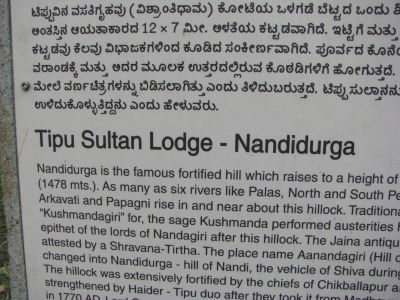 ಟಿಪ್ಪುವಿನ ವಸತಿಗೃಹವು (ವಿಶ್ರಾಂತಿಧಾಮ) ಕೋಟೆಯ ಒಳಗಡೆ ಬೆಟ್ಟದ ಒಂದು
ಅಂತಸ್ತಿನ ಆಯತಾಕಾರದ 12 × 7 ಮೀ. ಅಳತೆಯ ಕಟ್ಟಡವಾಗಿದೆ. ಇಟ್ಟಿಗೆ ಮತ್ತು
ಕಟ್ಟಡವು ಕೆಲವು ವಿಭಾಜಕಗಳಿಂದ ಕೂಡಿದ ಸಂಕೀರ್ಣವಾಗಿದೆ. ಪೂರ್ವದ
ವರಾಂಡಕ್ಕೆ ಮತ್ತು ಅದರ ಮೂಲಕ ಉತ್ತರದಲ್ಲಿರುವ ಕೊಠಡಿಗಳಿಗೆ ಹೋಗುತ್ತದೆ.
ಮೇಲೆ ವರ್ಣಚಿತ್ರಗಳನ್ನು ಬಿಡಿಸಲಾಗಿತ್ತು ಎಂದು ತಿಳಿದುಬರುತ್ತದೆ. ಟಿಪ್ಪುಸುಲ್ತಾನನು
ಉಳಿದುಕೊಳ್ಳುತ್ತಿದ್ದನು ಎಂದು ಹೇಳುವರು.
Tipu Sultan Lodge - Nandidurga
Nandidurga is the famous fortified hill which raises to a height of
(1478 mts.). As many as six rivers like Palas, North and South
Arkavati and Papagni rise in and near about this hillock.
"Kushmandagiri" for, the sage Kushmanda performed austerities
epithet of the lords of Nandagiri after this hillock. The Jaina
attested by a Shravana-Tirtha. The place name Aanandagiri (Hill
changed into Nandidurga - hill of Nandi, the vehicle of Shiva
The hillock was extensively fortified by the chiefs of Chikballapur
strengthened by Haider - Tipu duo after they took it from
in 1770 AD.